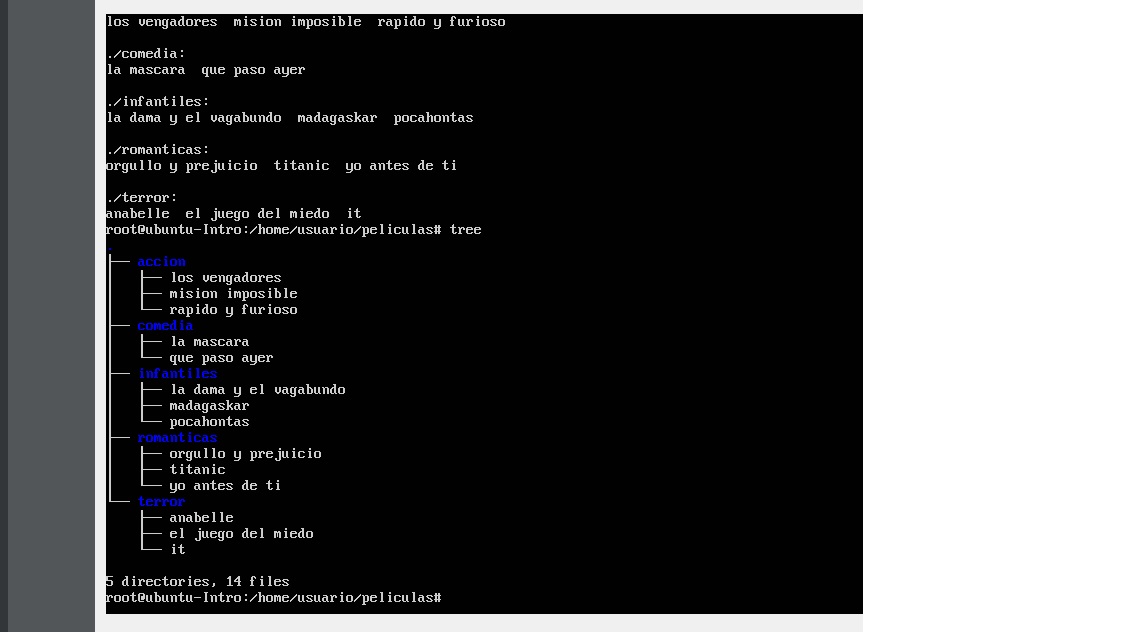 los vengadores  mision imposible  rapido y furioso
./comedia:
la mascara  que paso ayer
./infantiles:
la dama y el vagabundo  madagaskar  pocahontas
./romanticas:
orgullo y prejuicio  titanic  yo antes de ti
./terror:
anabelle  el juego del miedo  it
root@ubuntu-Intro:/home/usuario/peliculas# tree
.
├── accion
│   ├── los vengadores
│   ├── mision imposible
│   └── rapido y furioso
├── comedia
│   ├── la mascara
│   └── que paso ayer
├── infantiles
│   ├── la dama y el vagabundo
│   ├── madagaskar
│   └── pocahontas
├── romanticas
│   ├── orgullo y prejuicio
│   ├── titanic
│   └── yo antes de ti
└── terror
    ├── anabelle
    ├── el juego del miedo
    └── it
5 directories, 14 files
root@ubuntu-Intro:/home/usuario/peliculas#